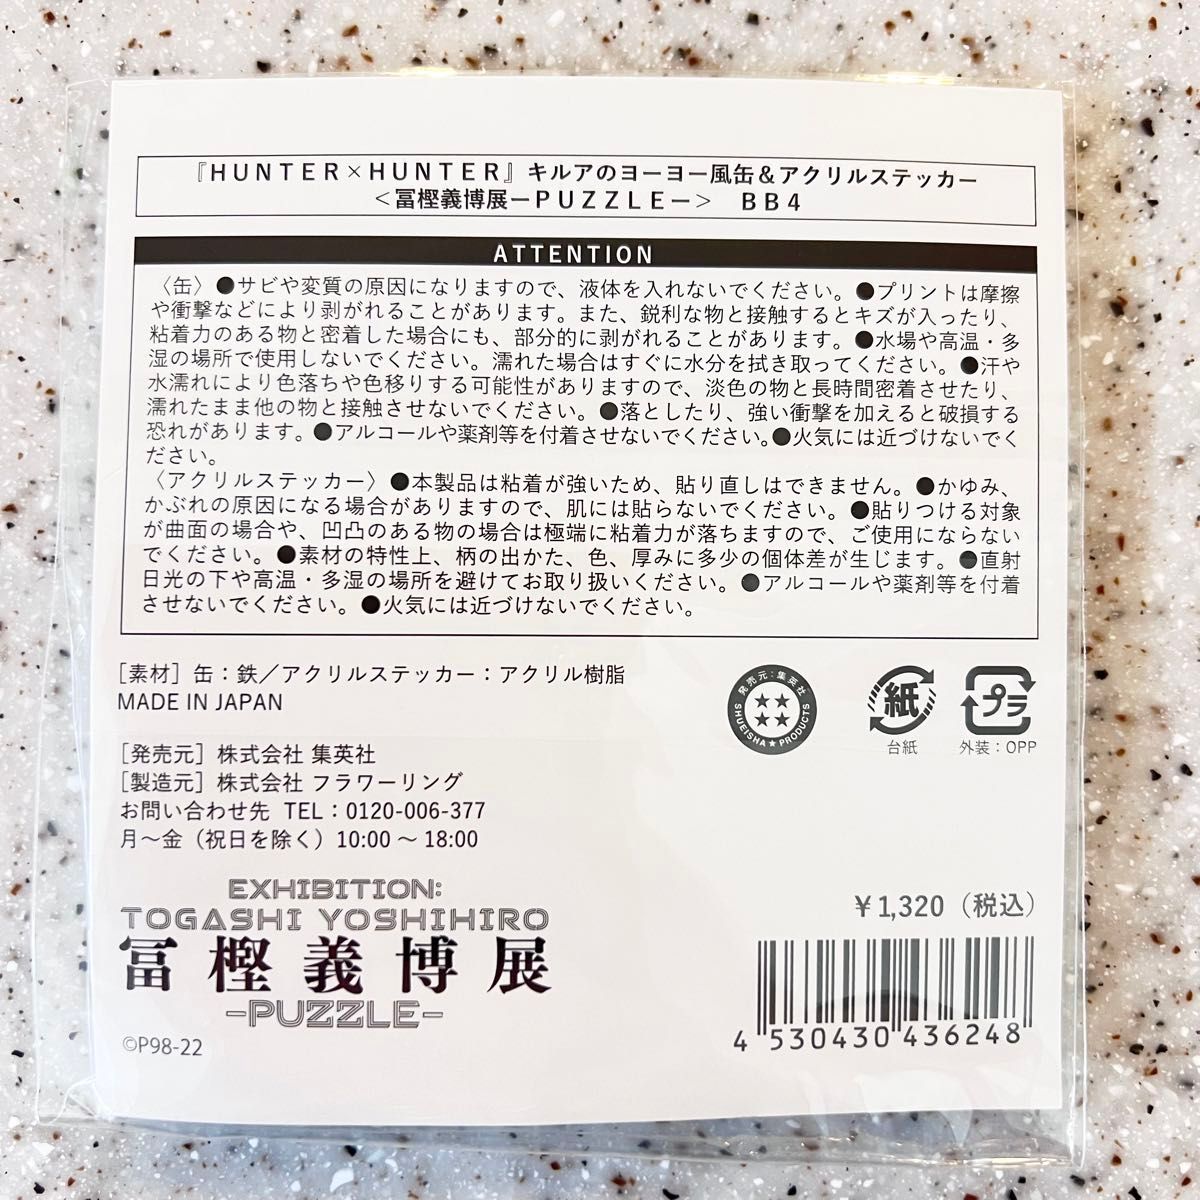 『HUNTER×HUNTER』キルアのヨーヨー風缶&アクリルステッカー
<冨樫義博展ーPUZZLEー> BB4
ATTENTION
〈缶〉●サビや変質の原因になりますので、液体を入れないでください。●プリントは摩擦
や衝撃などにより剥がれることがあります。また、鋭利な物と接触するとキズが入ったり、
粘着力のある物と密着した場合にも、部分的に剥がれることがあります。●水場や高温・多
湿の場所で使用しないでください。濡れた場合はすぐに水分を拭き取ってください。●汗や
水濡れにより色落ちや色移りする可能性がありますので、淡色の物と長時間密着させたり、
濡れたまま他の物と接触させないでください。●落としたり、強い衝撃を加えると破損する
恐れがあります。●アルコールや薬剤等を付着させないでください。●火気には近づけないでく
ださい。
〈アクリルステッカー〉●本製品は粘着が強いため、貼り直しはできません。●かゆみ、
かぶれの原因になる場合がありますので、肌には貼らないでください。●貼りつける対象
が曲面の場合や、凹凸のある物の場合は極端に粘着力が落ちますので、ご使用にならない
でください。●素材の特性上、柄の出かた、色、厚みに多少の個体差が生じます。●直射
日光の下や高温・多湿の場所を避けてお取り扱いください。●アルコールや薬剤等を付着
させないでください。●火気には近づけないでください。
[素材] 缶：鉄／アクリルステッカー：アクリル樹脂
MADE IN JAPAN
発売元：集英社
SHUEISHA★PRODUCTS
紙
台紙
プラ
外装：OPP
[発売元] 株式会社 集英社
[製造元] 株式会社 フラワーリング
お問い合わせ先 TEL：0120-006-377
月～金（祝日を除く）10:00 ～ 18:00
EXHIBITION:
TOGASHI YOSHIHIRO
冨樫義博展
-PUZZLE-
©P98-22
￥1,320（税込）
4 530430 436248